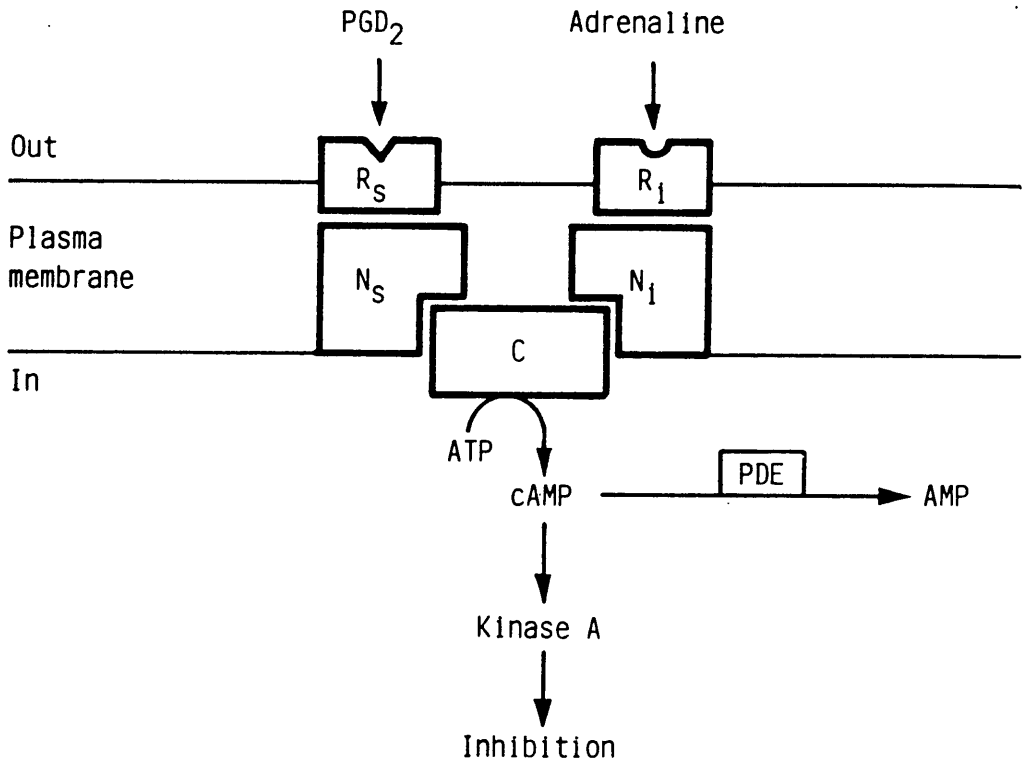 PGD2
Adrenaline
Out
Rs
Ri
Plasma
membrane
Ns
Ni
C
In
ATP
cAMP
PDE
AMP
Kinase A
Inhibition